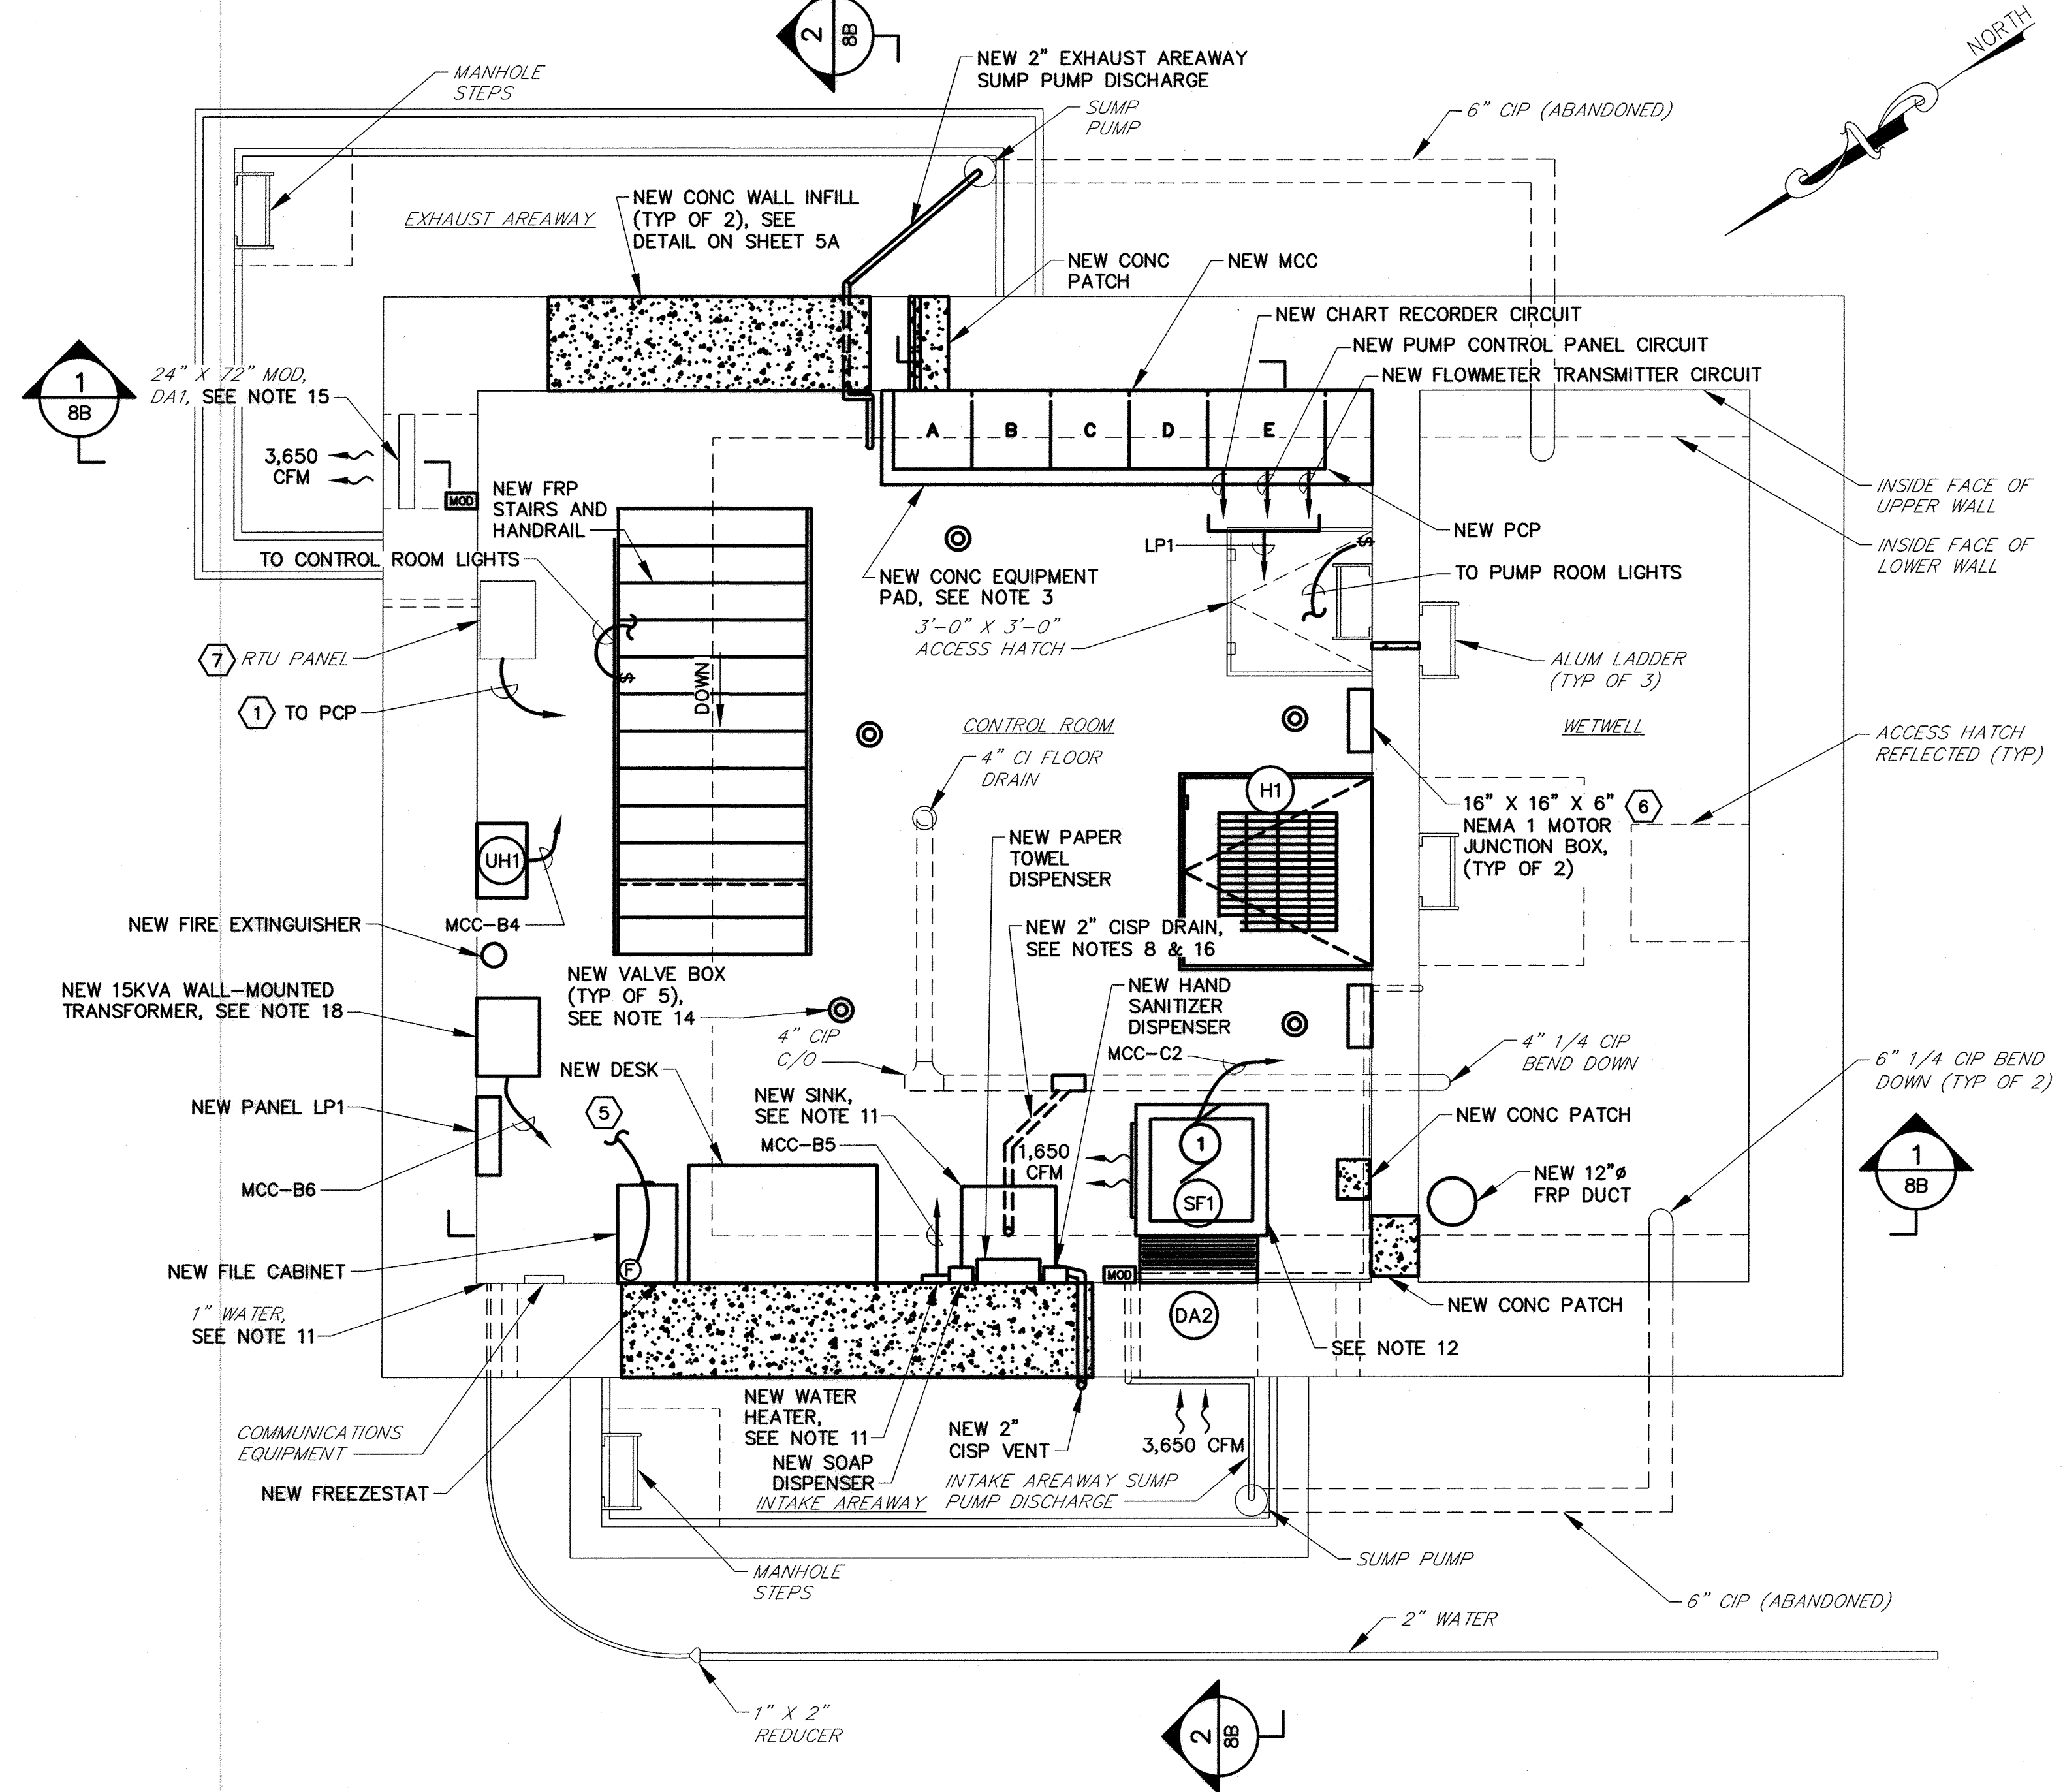 2
8B
NORTH
MANHOLE
STEPS
NEW 2" EXHAUST AREAWAY
SUMP PUMP DISCHARGE
SUMP
PUMP
6" CIP (ABANDONED)
EXHAUST AREAWAY
NEW CONC WALL INFILL
(TYP OF 2), SEE
DETAIL ON SHEET 5A
NEW CONC
PATCH
NEW MCC
NEW CHART RECORDER CIRCUIT
NEW PUMP CONTROL PANEL CIRCUIT
NEW FLOWMETER TRANSMITTER CIRCUIT
1
8B
24" X 72" MOD,
DA1, SEE NOTE 15
3,650
CFM
MOD
A
B
C
D
E
INSIDE FACE OF
UPPER WALL
INSIDE FACE OF
LOWER WALL
NEW FRP
STAIRS AND
HANDRAIL
TO CONTROL ROOM LIGHTS
NEW PCP
LP1
$
NEW CONC EQUIPMENT
PAD, SEE NOTE 3
TO PUMP ROOM LIGHTS
3'-0" X 3'-0"
ACCESS HATCH
7
RTU PANEL
$
DOWN
ALUM LADDER
(TYP OF 3)
1
TO PCP
CONTROL ROOM
WETWELL
ACCESS HATCH
REFLECTED (TYP)
4" CI FLOOR
DRAIN
H1
16" X 16" X 6"
NEMA 1 MOTOR
JUNCTION BOX,
(TYP OF 2)
6
NEW PAPER
TOWEL
DISPENSER
UH1
MCC-B4
NEW FIRE EXTINGUISHER
NEW 2" CISP DRAIN,
SEE NOTES 8 & 16
NEW VALVE BOX
(TYP OF 5),
SEE NOTE 14
NEW 15KVA WALL-MOUNTED
TRANSFORMER, SEE NOTE 18
NEW HAND
SANITIZER
DISPENSER
4" CIP
C/O
MCC-C2
4" 1/4 CIP
BEND DOWN
6" 1/4 CIP BEND
DOWN (TYP OF 2)
NEW DESK
NEW SINK,
SEE NOTE 11
NEW PANEL LP1
5
MCC-B5
1,650
CFM
1
SF1
NEW CONC PATCH
1
8B
NEW 12"ø
FRP DUCT
MCC-B6
NEW FILE CABINET
F
MOD
DA2
NEW CONC PATCH
1" WATER,
SEE NOTE 11
SEE NOTE 12
NEW WATER
HEATER,
SEE NOTE 11
NEW SOAP
DISPENSER
NEW 2"
CISP VENT
3,650 CFM
COMMUNICATIONS
EQUIPMENT
NEW FREEZESTAT
INTAKE AREAWAY
INTAKE AREAWAY SUMP
PUMP DISCHARGE
MANHOLE
STEPS
SUMP PUMP
6" CIP (ABANDONED)
2" WATER
1" X 2"
REDUCER
2
8B